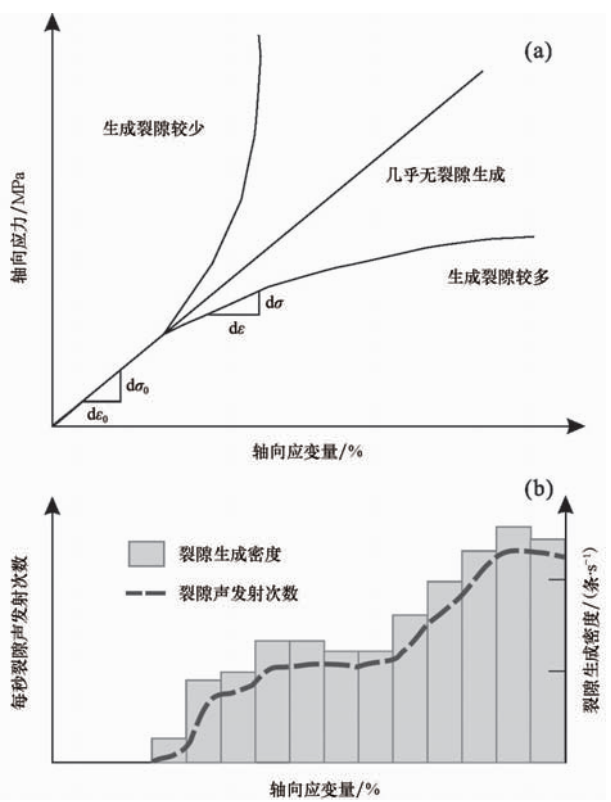 (a)
生成裂隙较少
几乎无裂隙生成
轴向应力/MPa
生成裂隙较多
dσ
dε
dσ₀
dε₀
轴向应变量/%
(b)
裂隙生成密度
裂隙声发射次数
每秒裂隙声发射次数
裂隙生成密度/(条·s⁻¹)
轴向应变量/%